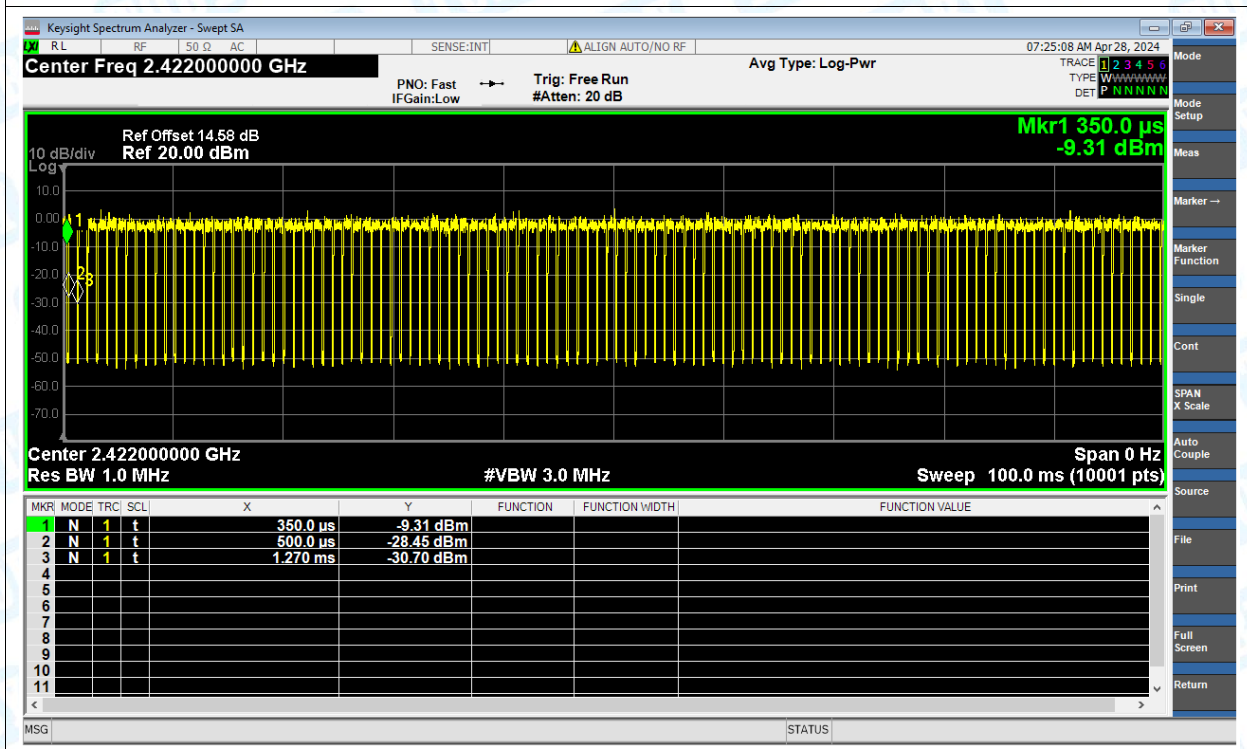 Keysight Spectrum Analyzer - Swept SA
LXI RL RF 50 Ω AC SENSE:INT ALIGN AUTO/NO RF 07:25:08 AM Apr 28, 2024
Center Freq 2.422000000 GHz
PNO: Fast
IFGain:Low
Trig: Free Run
#Atten: 20 dB
Avg Type: Log-Pwr
TRACE 1 2 3 4 5 6
TYPE WWWWWW
DET P N N N N N
Mkr1 350.0 µs
-9.31 dBm
Ref Offset 14.58 dB
10 dB/div Ref 20.00 dBm
Log
10.0
0.00
-10.0
-20.0
-30.0
-40.0
-50.0
-60.0
-70.0
1
2
3
Center 2.422000000 GHz Span 0 Hz
Res BW 1.0 MHz #VBW 3.0 MHz Sweep 100.0 ms (10001 pts)
MKR MODE TRC SCL X Y FUNCTION FUNCTION WIDTH FUNCTION VALUE
1 N 1 t 350.0 µs -9.31 dBm
2 N 1 t 500.0 µs -28.45 dBm
3 N 1 t 1.270 ms -30.70 dBm
4
5
6
7
8
9
10
11
MSG STATUS
Mode
Mode Setup
Meas
Marker →
Marker Function
Single
Cont
SPAN X Scale
Auto Couple
Source
File
Print
Full Screen
Return